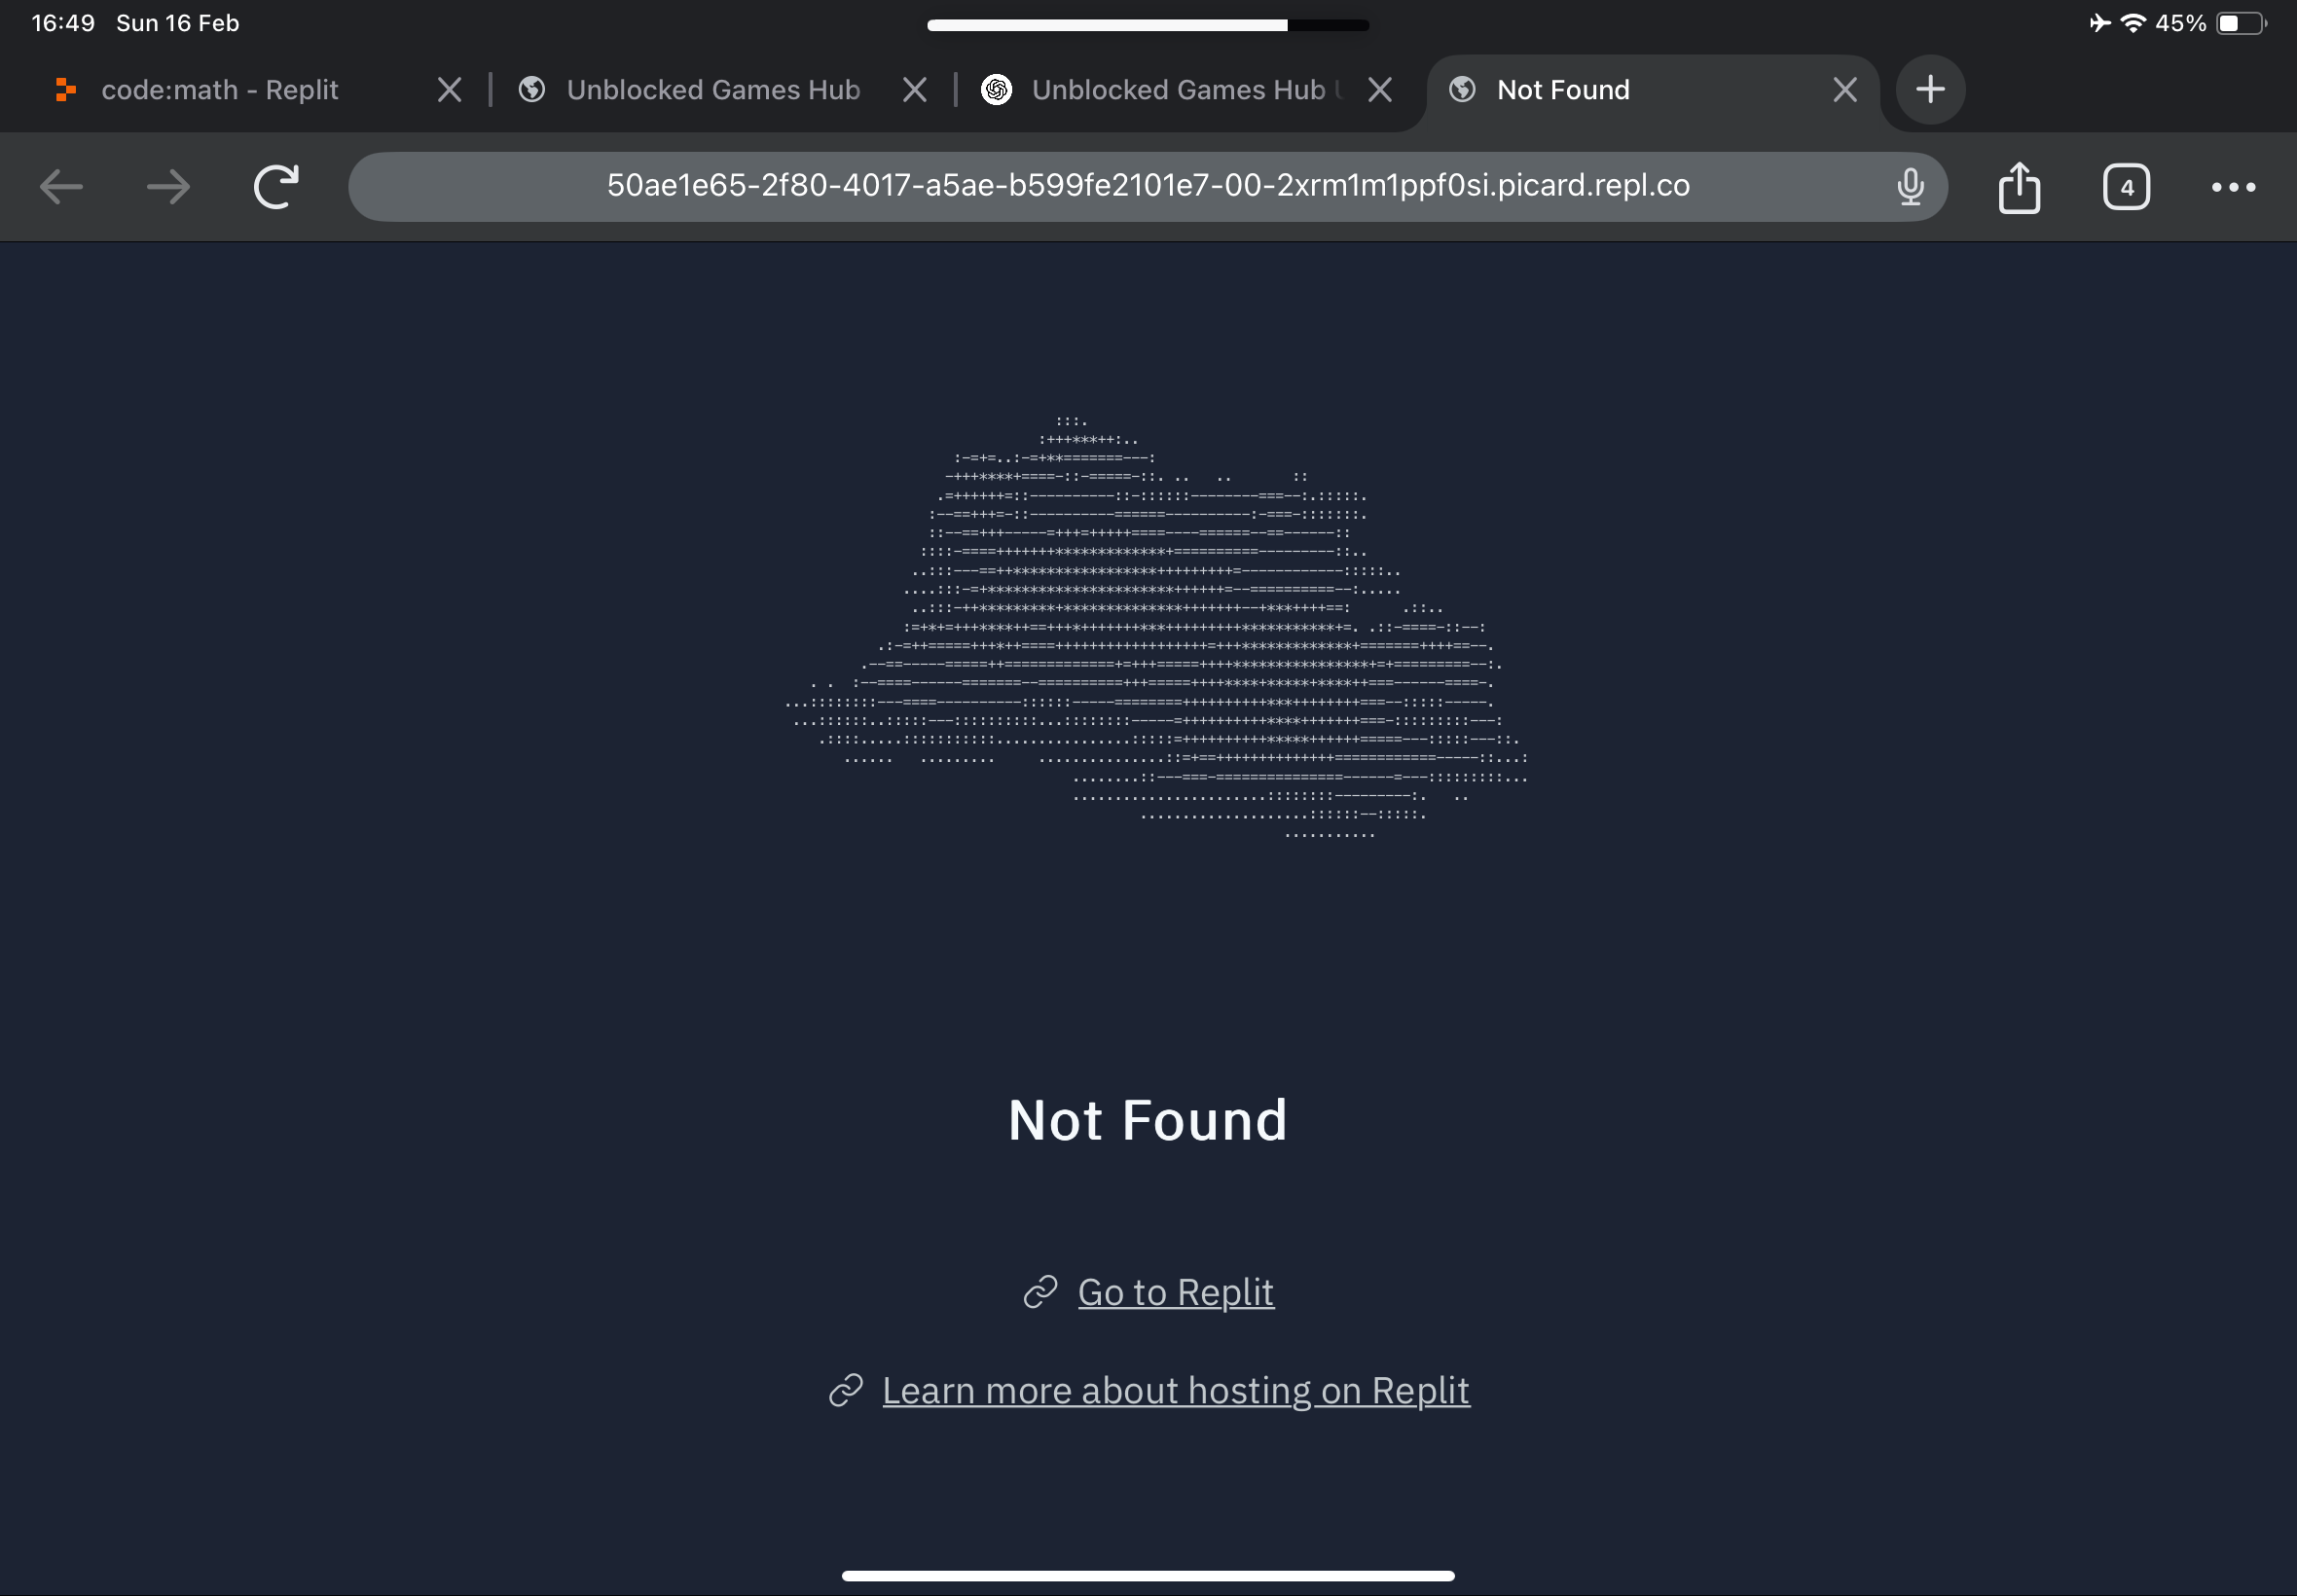 16:49 Sun 16 Feb
45%
code:math - Replit
Unblocked Games Hub
Unblocked Games Hub
Not Found
50ae1e65-2f80-4017-a5ae-b599fe2101e7-00-2xrm1m1ppf0si.picard.repl.co
4
Not Found
Go to Replit
Learn more about hosting on Replit